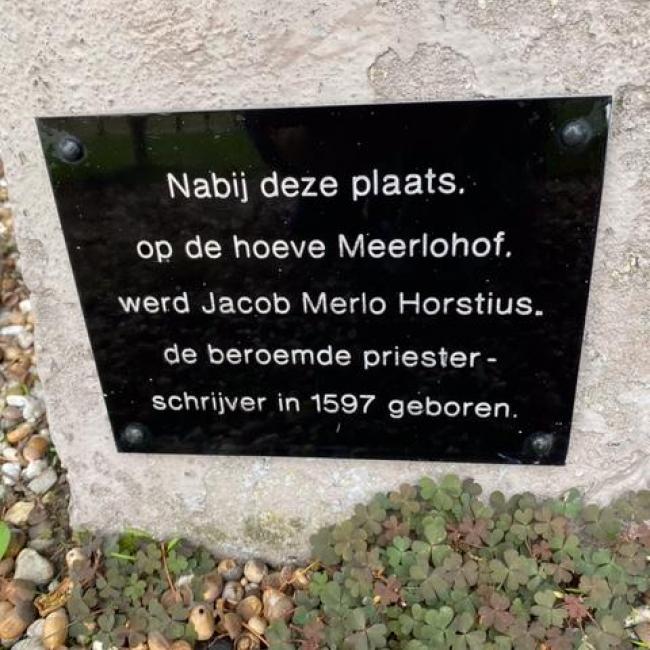 Nabij deze plaats,
op de hoeve Meerlohof,
werd Jacob Merlo Horstius,
de beroemde priester-
schrijver in 1597 geboren.